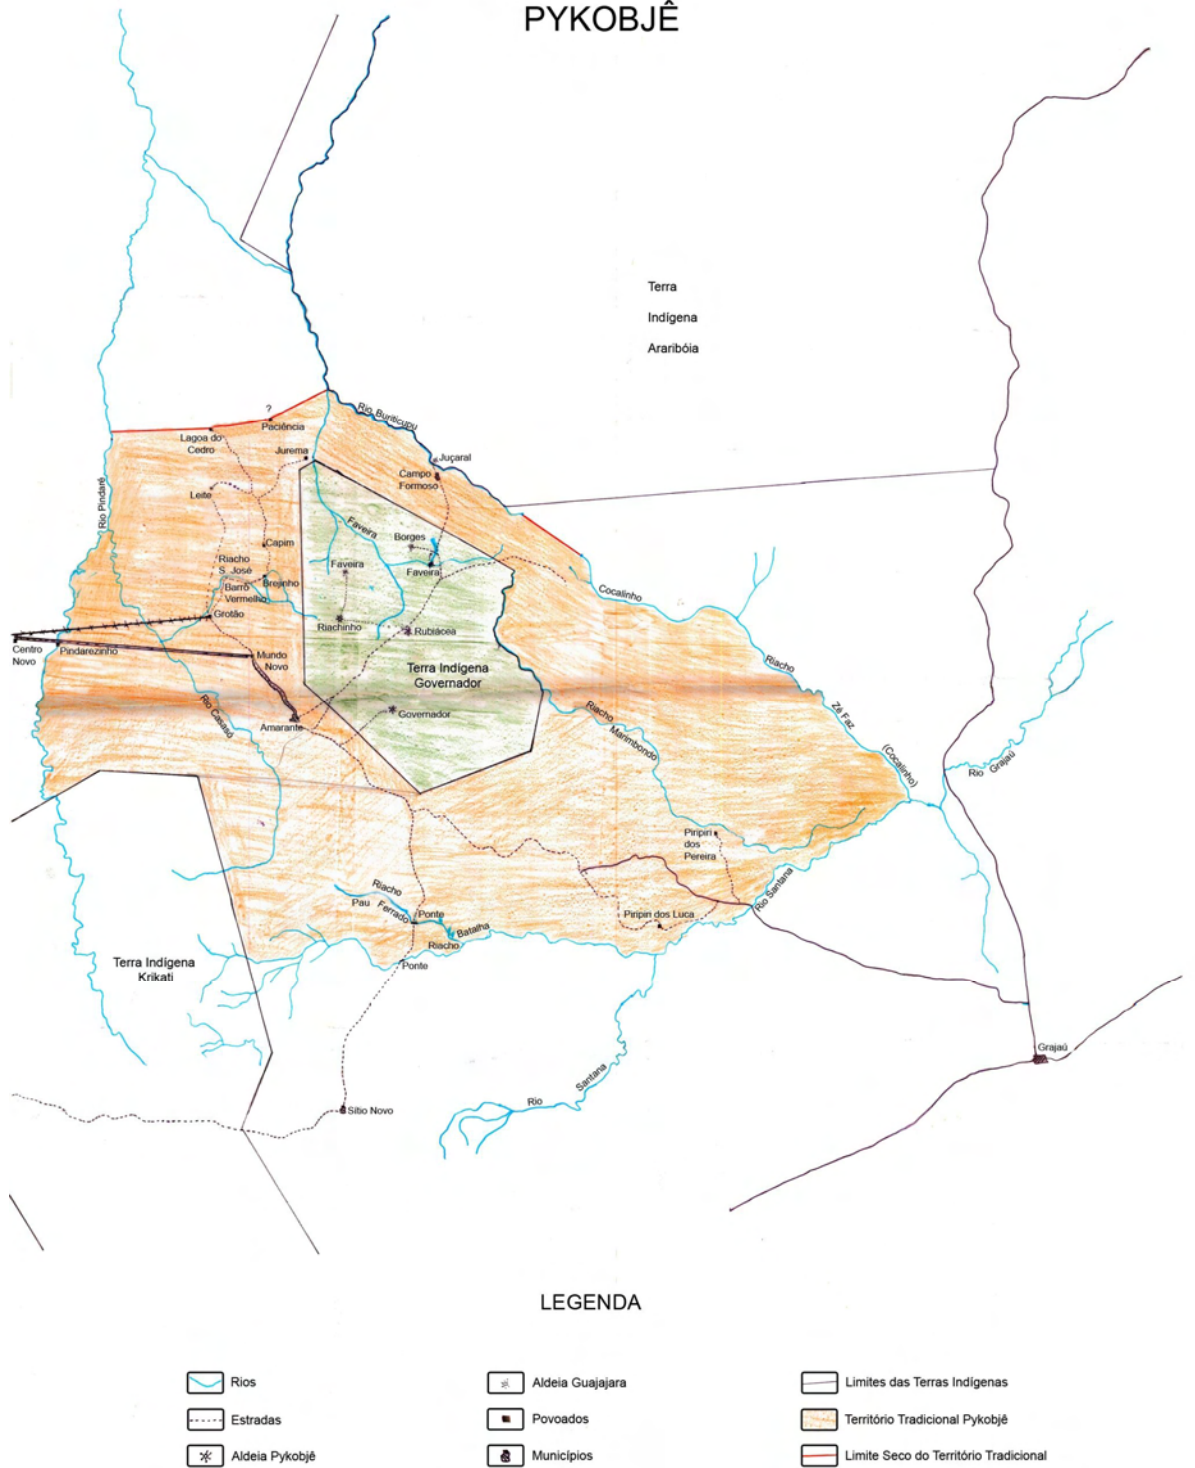 PYKOBJÊ
Terra
Indígena
Araribóia
Rio Buriticupu
?
Paciência
Lagoa do
Cedro
Jurema
Juçaral
Campo
Formoso
Leite
Rio Pindaré
Faveira
Borges
Capim
Faveira
Faveira
Riacho
S. José
Brejinho
Barro
Vermelho
Cocalinho
Grotão
Riachinho
Rubiácea
Centro
Novo
Pindarezinho
Mundo
Novo
Terra Indígena
Governador
Riacho
Zé Faz
(Cocalinho)
Rio Casasó
Amarante
Governador
Riacho
Marimbondo
Rio Grajaú
Piripiri
dos
Pereira
Riacho
Pau Ferrado
Ponte
Piripiri dos Luca
Rio Santana
Riacho
Batalha
Ponte
Terra Indígena
Krikati
Grajaú
Rio
Santana
Sítio Novo
LEGENDA
Rios
Aldeia Guajajara
Limites das Terras Indígenas
Estradas
Povoados
Território Tradicional Pykobjê
Aldeia Pykobjê
Municípios
Limite Seco do Território Tradicional